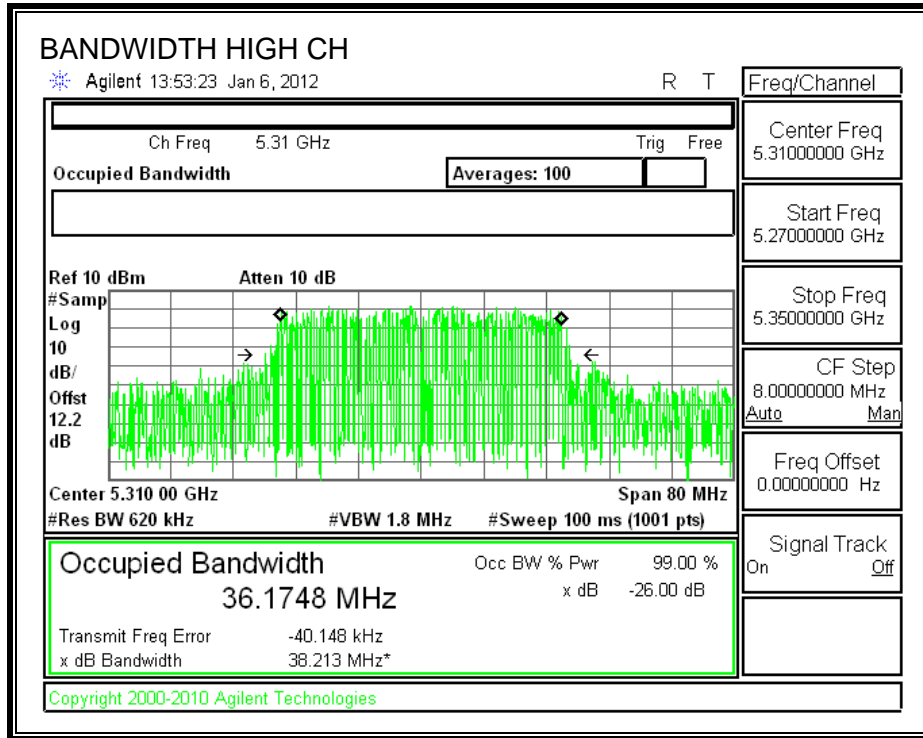 BANDWIDTH HIGH CH
Agilent 13:53:23 Jan 6, 2012 R T
Freq/Channel
Ch Freq 5.31 GHz Trig Free
Occupied Bandwidth Averages: 100
Center Freq
5.31000000 GHz
Start Freq
5.27000000 GHz
Stop Freq
5.35000000 GHz
CF Step
8.00000000 MHz
Auto Man
Freq Offset
0.00000000 Hz
Signal Track
On Off
Ref 10 dBm Atten 10 dB
#Samp
Log
10
dB/
Offst
12.2
dB
Center 5.310 00 GHz Span 80 MHz
#Res BW 620 kHz #VBW 1.8 MHz #Sweep 100 ms (1001 pts)
Occupied Bandwidth Occ BW % Pwr 99.00 %
36.1748 MHz x dB -26.00 dB
Transmit Freq Error -40.148 kHz
x dB Bandwidth 38.213 MHz*
Copyright 2000-2010 Agilent Technologies